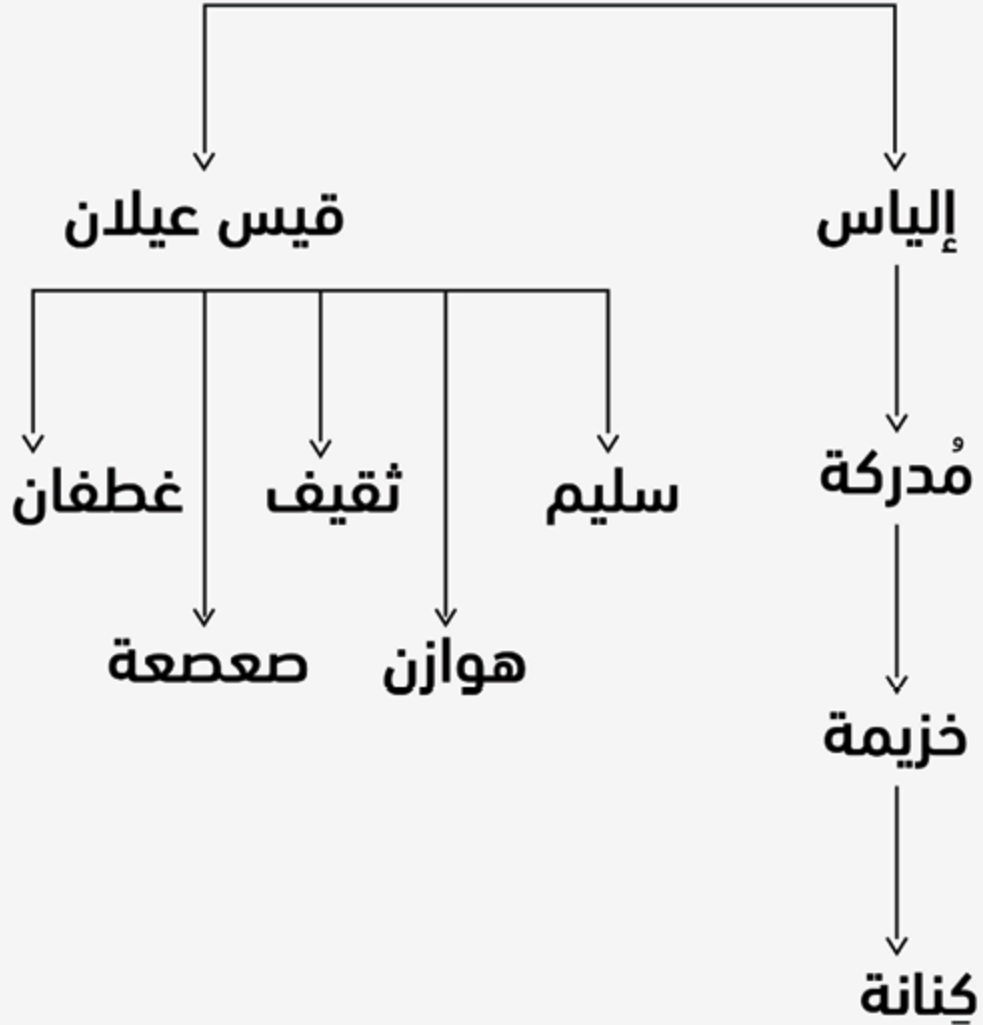 إلياس
قيس عيلان
مُدركة
سليم
ثقيف
غطفان
هوازن
صعصعة
خزيمة
كِنانة